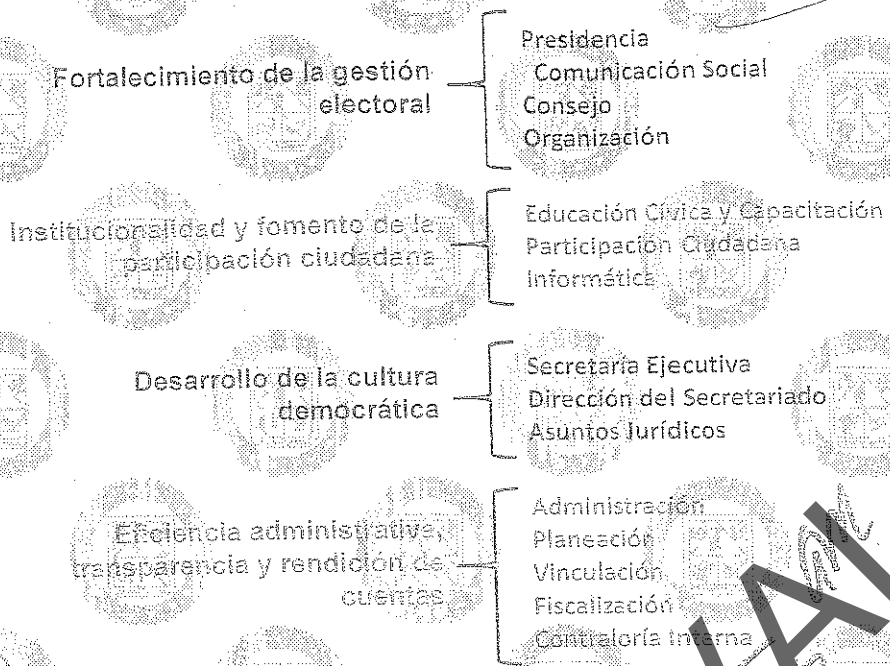 Fortalecimiento de la gestión
electoral
Presidencia
Comunicación Social
Consejo
Organización
Institucionalidad y fomento de la
participación ciudadana
Educación Cívica y Capacitación
Participación Ciudadana
Informática
Desarrollo de la cultura
democrática
Secretaría Ejecutiva
Dirección del Secretariado
Asuntos Jurídicos
Eficiencia administrativa,
transparencia y rendición de
cuentas
Administración
Planeación
Vinculación
Fiscalización
Contraloría Interna